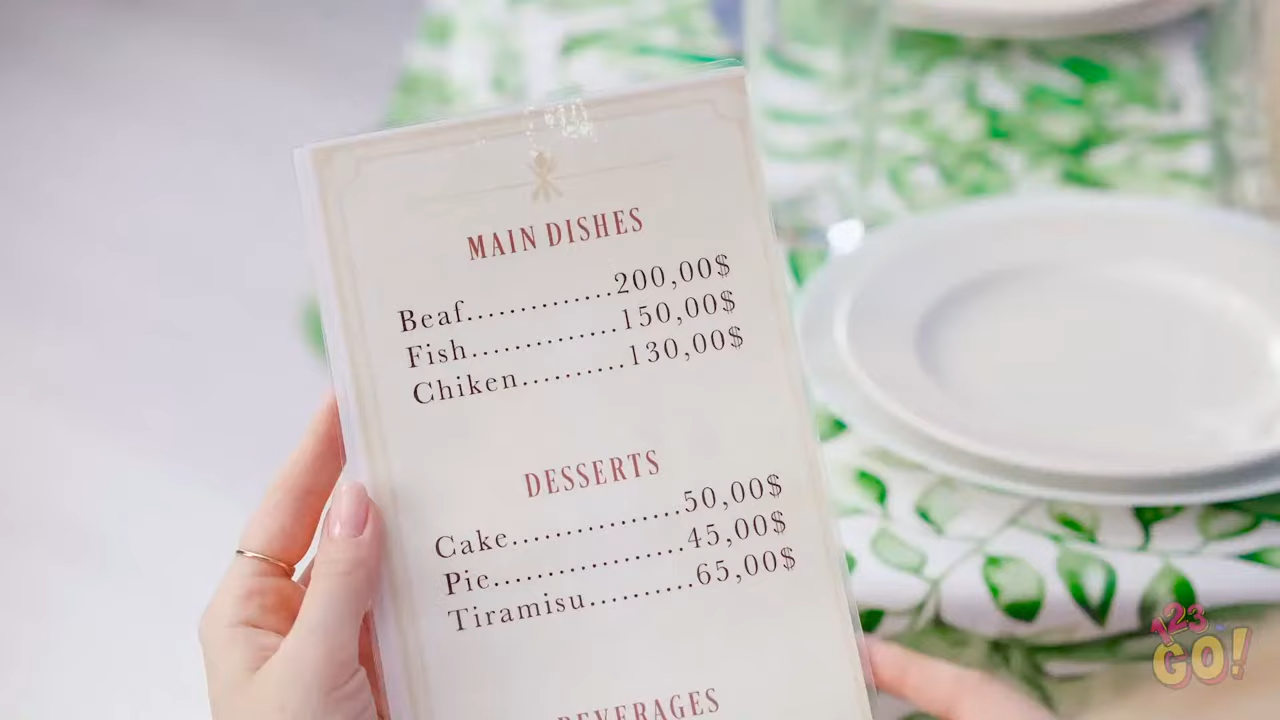 MAIN DISHES
Beaf..............200,00$
Fish..............150,00$
Chiken..........130,00$
DESSERTS
Cake................50,00$
Pie..................45,00$
Tiramisu..........65,00$
BEVERAGES
123
GO!